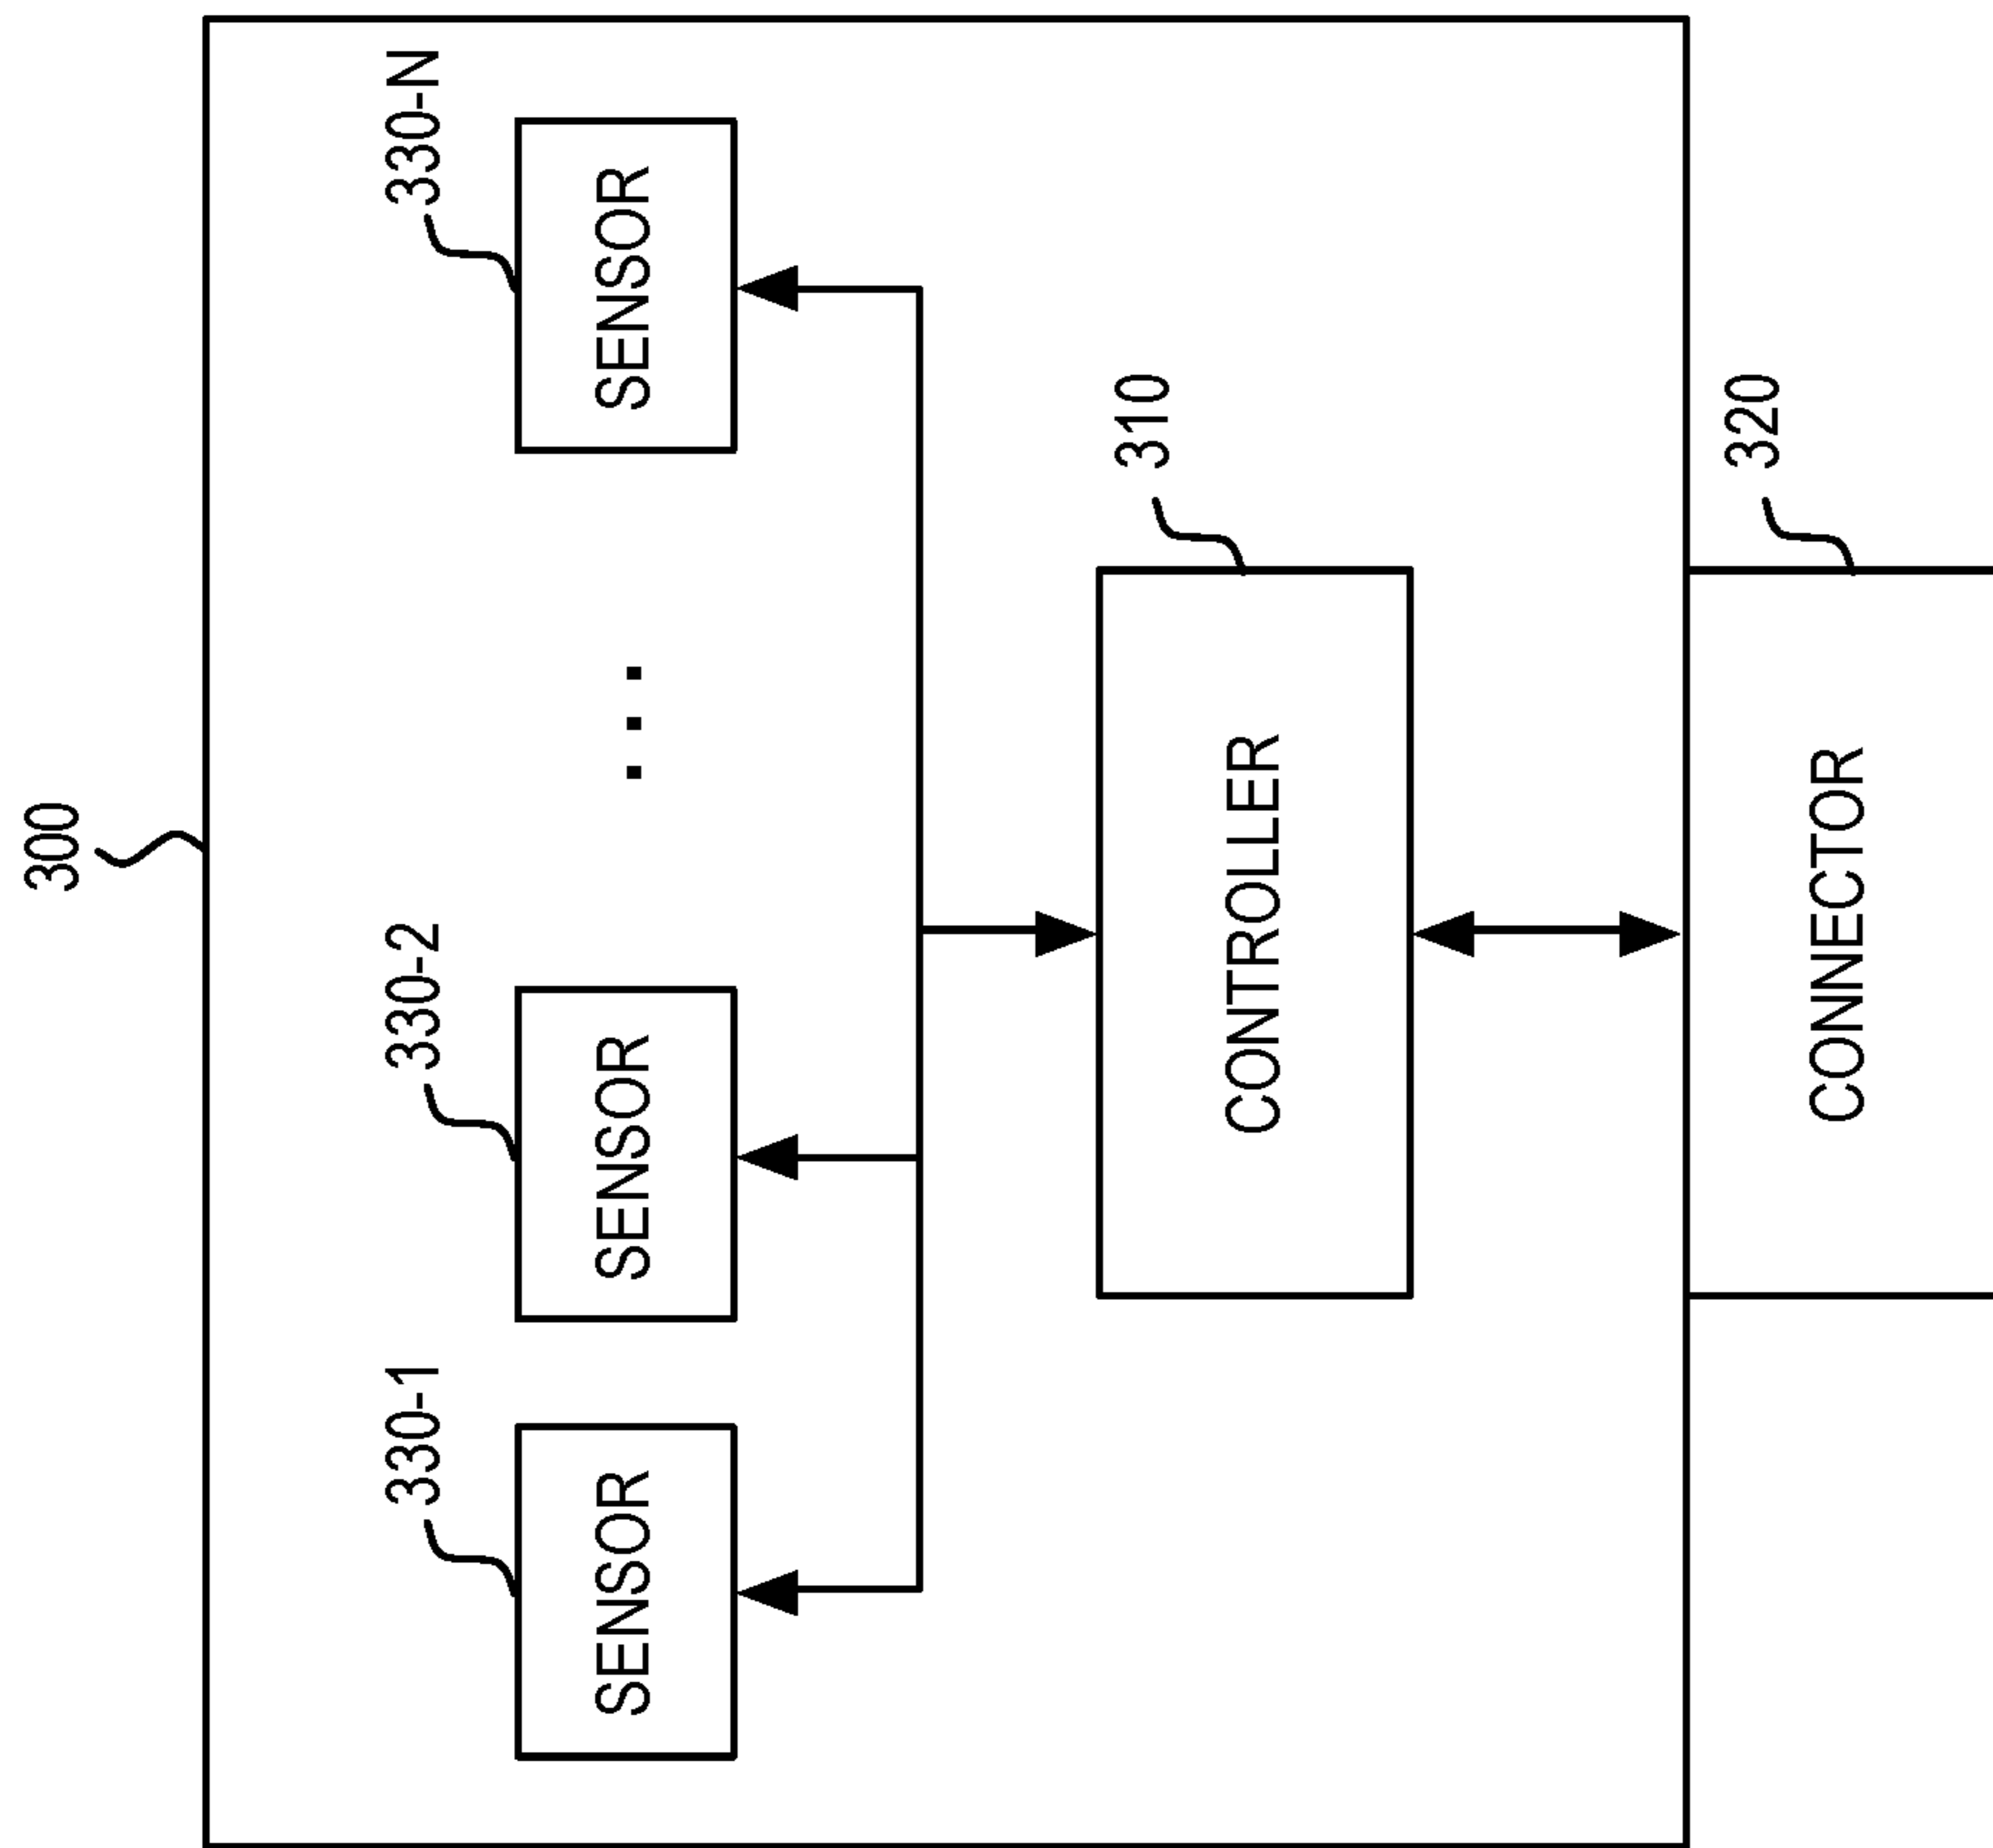 300
330-1
330-2
330-N
SENSOR
SENSOR
. . .
SENSOR
310
CONTROLLER
320
CONNECTOR